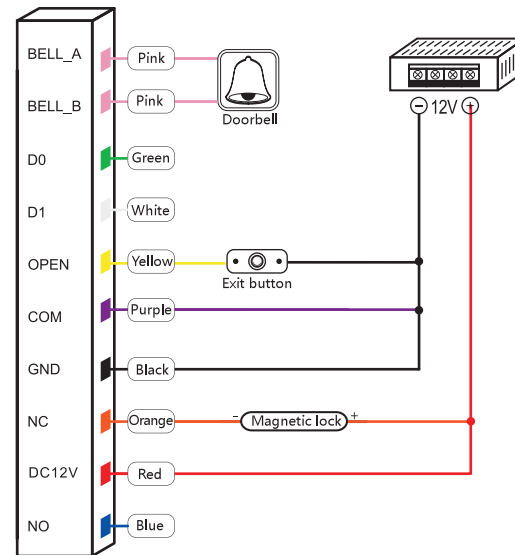 BELL_A
Pink
BELL_B
Pink
Doorbell
12V
D0
Green
D1
White
OPEN
Yellow
Exit button
COM
Purple
GND
Black
NC
Orange
- Magnetic lock +
DC12V
Red
NO
Blue